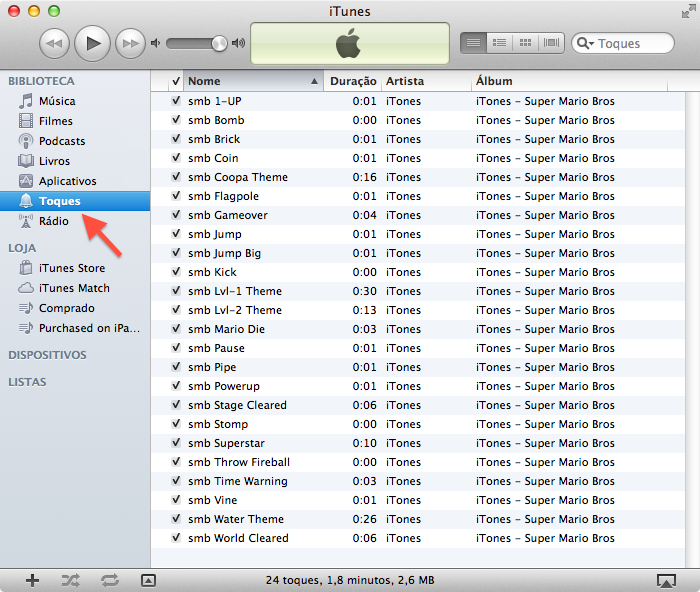 iTunes
Toques
BIBLIOTECA
Música
Filmes
Podcasts
Livros
Aplicativos
Toques
Rádio
LOJA
iTunes Store
iTunes Match
Comprado
Purchased on iPa...
DISPOSITIVOS
LISTAS
✓ Nome Duração Artista Álbum
✓ smb 1-UP 0:01 iTones iTones – Super Mario Bros
✓ smb Bomb 0:00 iTones iTones – Super Mario Bros
✓ smb Brick 0:01 iTones iTones – Super Mario Bros
✓ smb Coin 0:01 iTones iTones – Super Mario Bros
✓ smb Coopa Theme 0:16 iTones iTones – Super Mario Bros
✓ smb Flagpole 0:01 iTones iTones – Super Mario Bros
✓ smb Gameover 0:04 iTones iTones – Super Mario Bros
✓ smb Jump 0:01 iTones iTones – Super Mario Bros
✓ smb Jump Big 0:01 iTones iTones – Super Mario Bros
✓ smb Kick 0:00 iTones iTones – Super Mario Bros
✓ smb Lvl-1 Theme 0:30 iTones iTones – Super Mario Bros
✓ smb Lvl-2 Theme 0:13 iTones iTones – Super Mario Bros
✓ smb Mario Die 0:03 iTones iTones – Super Mario Bros
✓ smb Pause 0:01 iTones iTones – Super Mario Bros
✓ smb Pipe 0:01 iTones iTones – Super Mario Bros
✓ smb Powerup 0:01 iTones iTones – Super Mario Bros
✓ smb Stage Cleared 0:06 iTones iTones – Super Mario Bros
✓ smb Stomp 0:00 iTones iTones – Super Mario Bros
✓ smb Superstar 0:10 iTones iTones – Super Mario Bros
✓ smb Throw Fireball 0:00 iTones iTones – Super Mario Bros
✓ smb Time Warning 0:03 iTones iTones – Super Mario Bros
✓ smb Vine 0:01 iTones iTones – Super Mario Bros
✓ smb Water Theme 0:26 iTones iTones – Super Mario Bros
✓ smb World Cleared 0:06 iTones iTones – Super Mario Bros
24 toques, 1,8 minutos, 2,6 MB